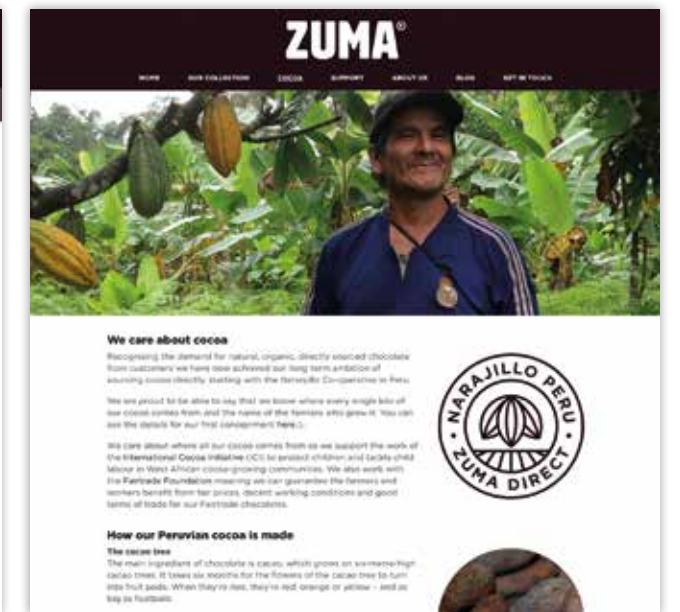 ZUMA®
HOME OUR COLLECTION COCOA SUPPORT ABOUT US BLOG GET IN TOUCH
We care about cocoa
Recognising the demand for natural, organic, directly sourced chocolate
from customers we have now achieved our long term ambition of
sourcing cocoa directly, starting with the Narajillo Co-operative in Peru.
We are proud to be able to say that we know where every single kilo of
our cocoa comes from and the name of the farmers who grew it. You can
see the details for our first consignment here.
We care about where all our cocoa comes from so we support the work of
the International Cocoa Initiative (ICI) to protect children and tackle child
labour in West African cocoa-growing communities. We also work with
the Fairtrade Foundation meaning we can guarantee the farmers and
workers benefit from fair prices, decent working conditions and good
terms of trade for our Fairtrade chocolates.
NARAJILLO PERU
ZUMA DIRECT
How our Peruvian cocoa is made
The cacao tree
The main ingredient of chocolate is cacao, which grows on six-metre-high
cacao trees. It takes six months for the flowers of the cacao tree to turn
into fruit pods. When they're ripe, they're red, orange or yellow – and as
big as footballs.